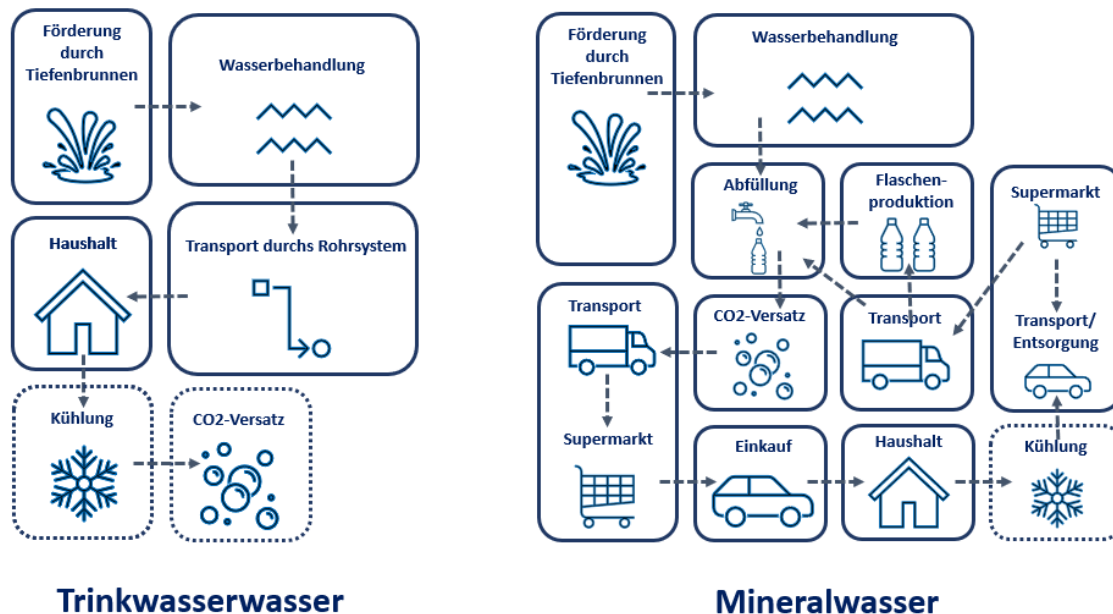 Förderung
durch
Tiefenbrunnen
Wasserbehandlung
Haushalt
Transport durchs Rohrsystem
Kühlung
CO2-Versatz
Trinkwasserwasser
Förderung
durch
Tiefenbrunnen
Wasserbehandlung
Abfüllung
Flaschen-
produktion
Supermarkt
Transport
CO2-Versatz
Transport
Transport/
Entsorgung
Supermarkt
Einkauf
Haushalt
Kühlung
Mineralwasser